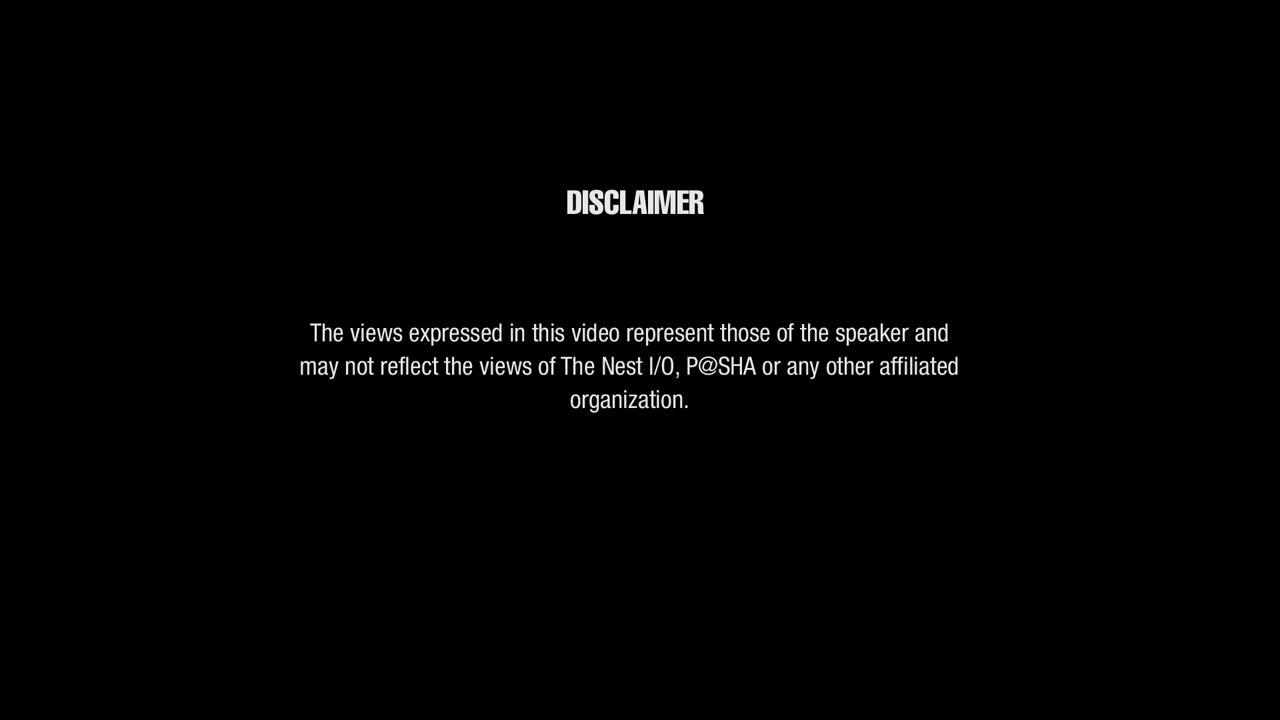 DISCLAIMER
The views expressed in this video represent those of the speaker and
may not reflect the views of The Nest I/O, P@SHA or any other affiliated
organization.